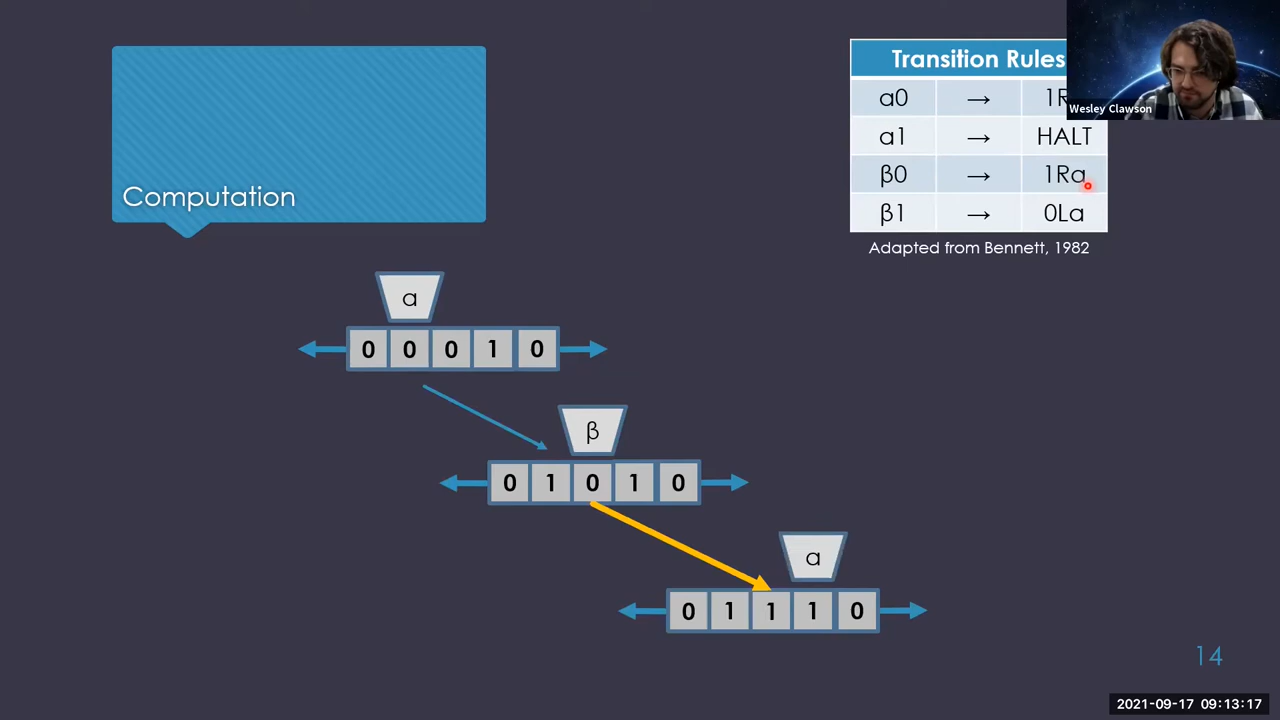 Transition Rules
α0 → 1R
Wesley Clawson
α1 → HALT
β0 → 1Rα
β1 → 0Lα
Adapted from Bennett, 1982
Computation
α
0 0 0 1 0
β
0 1 0 1 0
α
0 1 1 1 0
14
2021-09-17 09:13:17